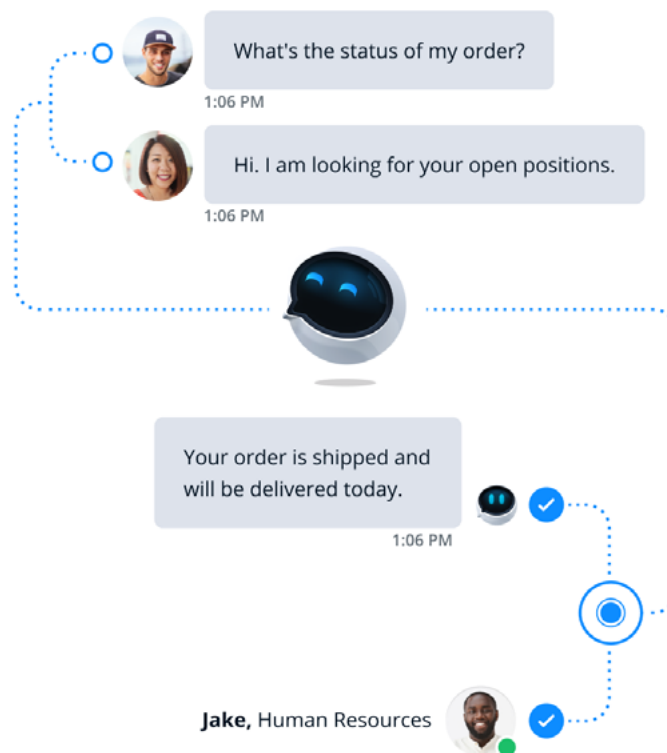 What's the status of my order?
1:06 PM
Hi. I am looking for your open positions.
1:06 PM
Your order is shipped and
will be delivered today.
1:06 PM
Jake, Human Resources